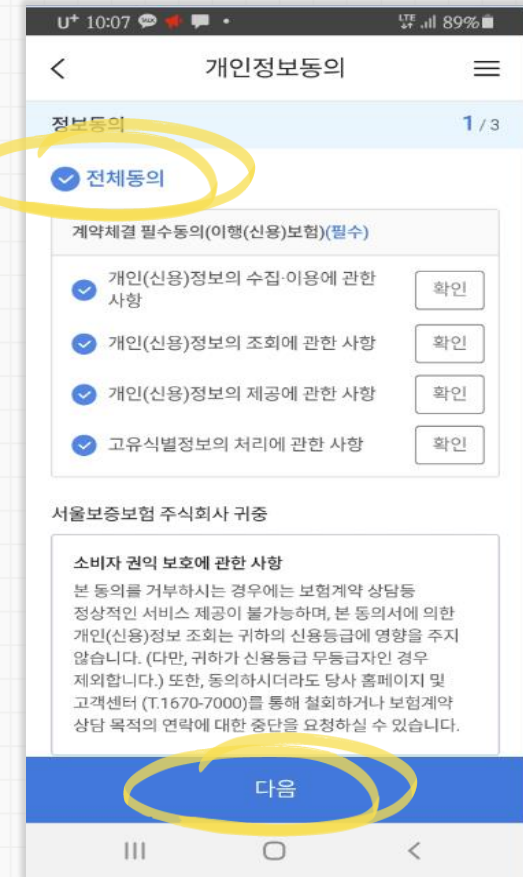 U+ 10:07
LTE 89%
개인정보동의
정보동의 1 / 3
전체동의
계약체결 필수동의(이행(신용)보험)(필수)
개인(신용)정보의 수집·이용에 관한
사항
확인
개인(신용)정보의 조회에 관한 사항
확인
개인(신용)정보의 제공에 관한 사항
확인
고유식별정보의 처리에 관한 사항
확인
서울보증보험 주식회사 귀중
소비자 권익 보호에 관한 사항
본 동의를 거부하시는 경우에는 보험계약 상담등
정상적인 서비스 제공이 불가능하며, 본 동의서에 의한
개인(신용)정보 조회는 귀하의 신용등급에 영향을 주지
않습니다. (다만, 귀하가 신용등급 무등급자인 경우
제외합니다.) 또한, 동의하시더라도 당사 홈페이지 및
고객센터 (T.1670-7000)를 통해 철회하거나 보험계약
상담 목적의 연락에 대한 중단을 요청하실 수 있습니다.
다음